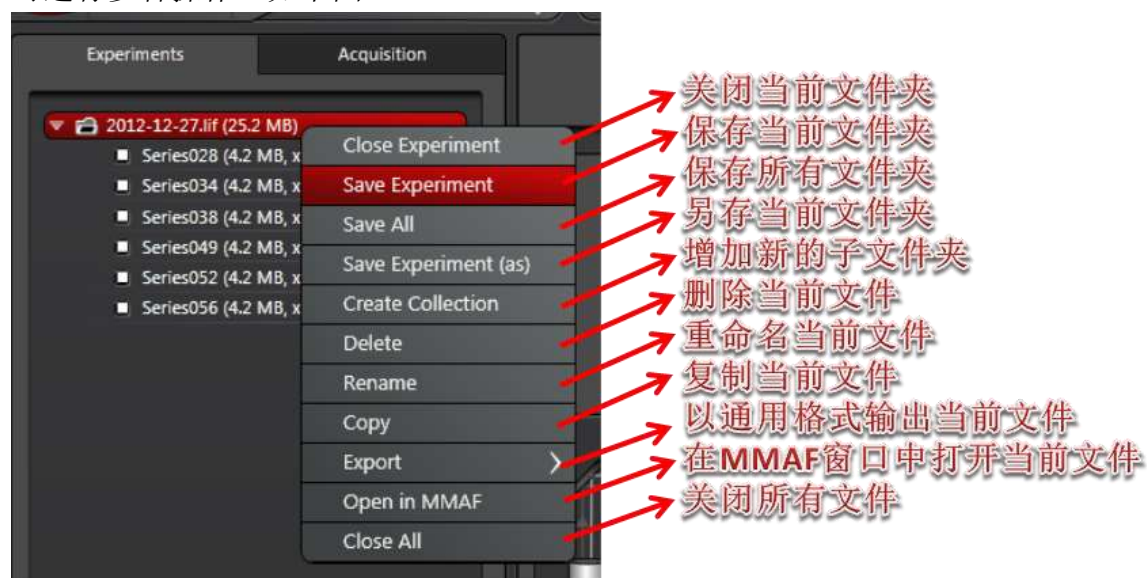 Experiments
Acquisition
2012-12-27.lif (25.2 MB)
Series028 (4.2 MB, x
Series034 (4.2 MB, x
Series038 (4.2 MB, x
Series049 (4.2 MB, x
Series052 (4.2 MB, x
Series056 (4.2 MB, x
Close Experiment
Save Experiment
Save All
Save Experiment (as)
Create Collection
Delete
Rename
Copy
Export
Open in MMAF
Close All
关闭当前文件夹
保存当前文件夹
保存所有文件夹
另存当前文件夹
增加新的子文件夹
删除当前文件
重命名当前文件
复制当前文件
以通用格式输出当前文件
在MMAF窗口中打开当前文件
关闭所有文件